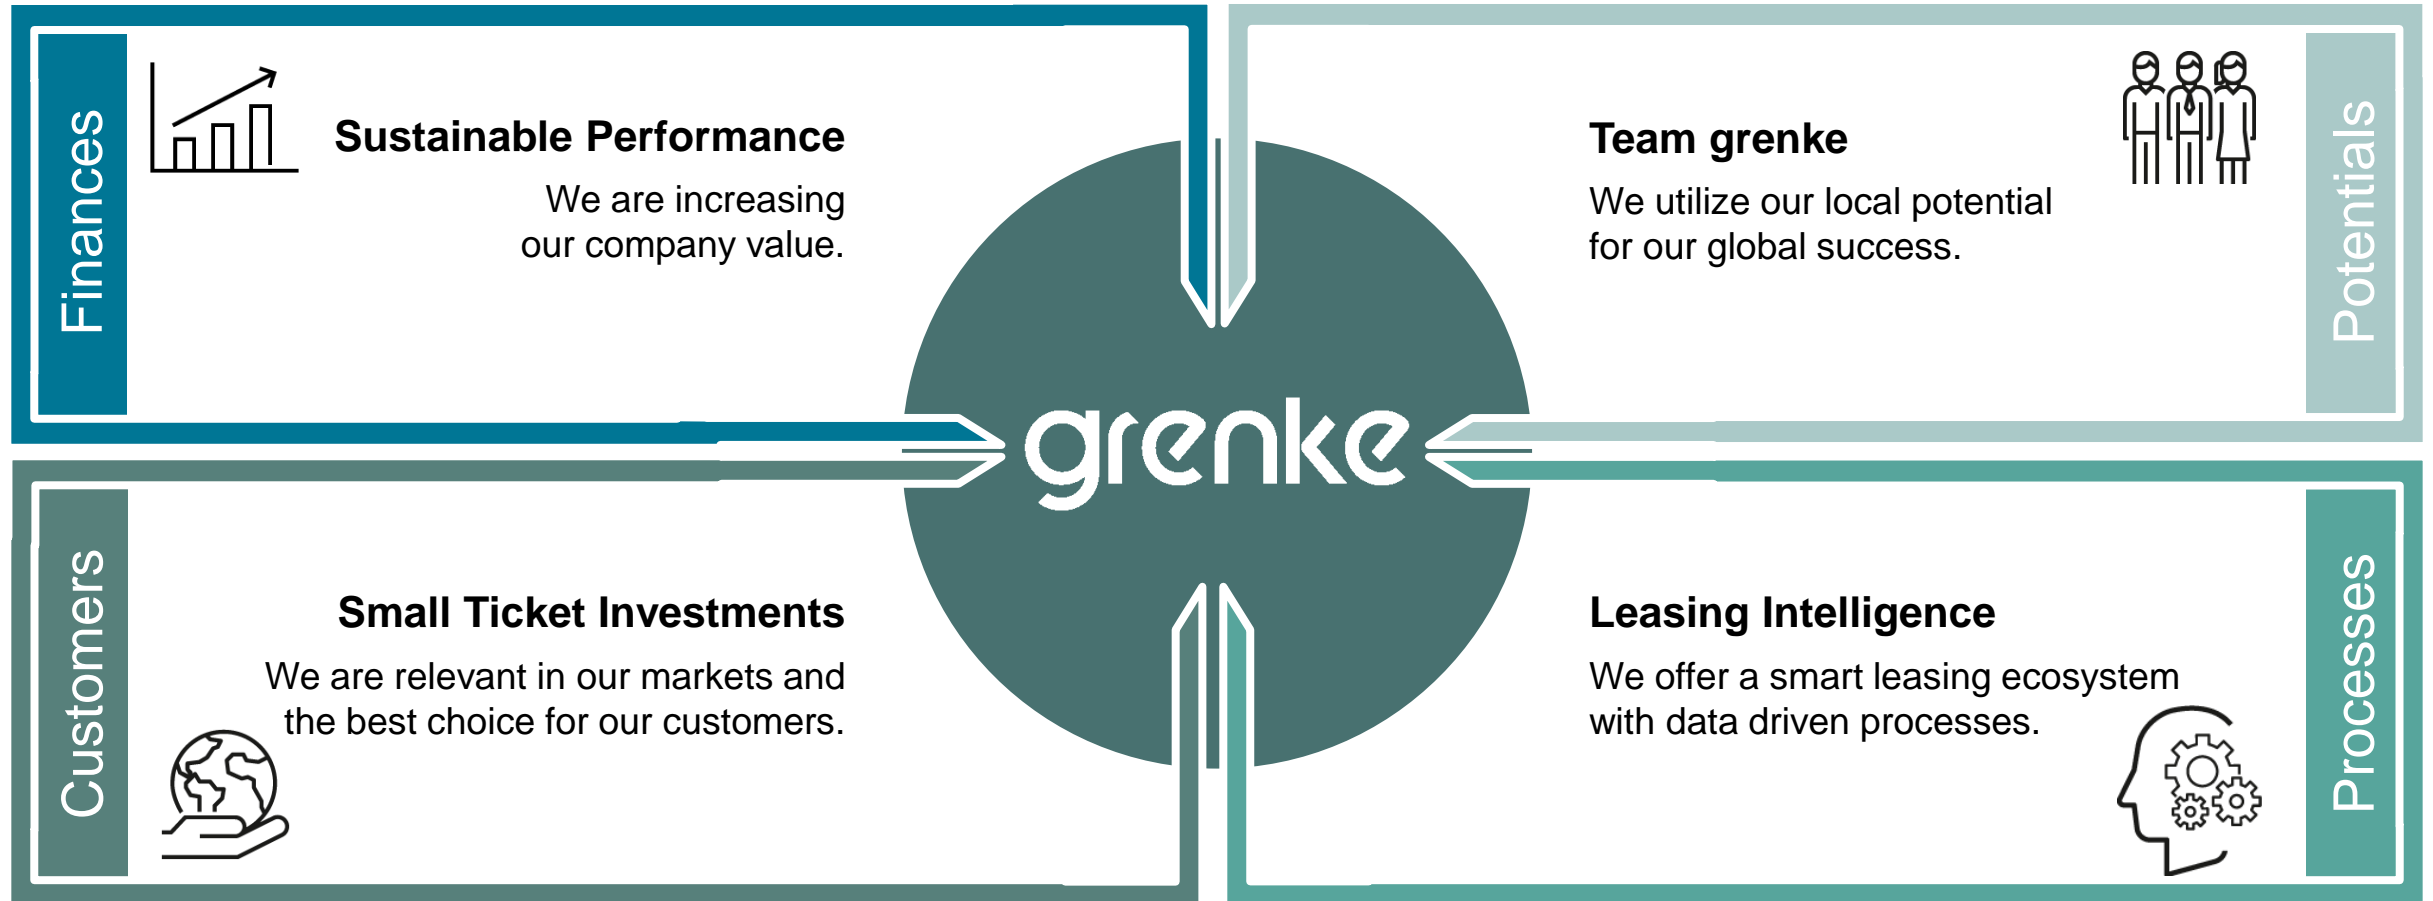 Finances
Sustainable Performance
We are increasing
our company value.
Team grenke
We utilize our local potential
for our global success.
Potentials
grenke
Customers
Small Ticket Investments
We are relevant in our markets and
the best choice for our customers.
Leasing Intelligence
We offer a smart leasing ecosystem
with data driven processes.
Processes